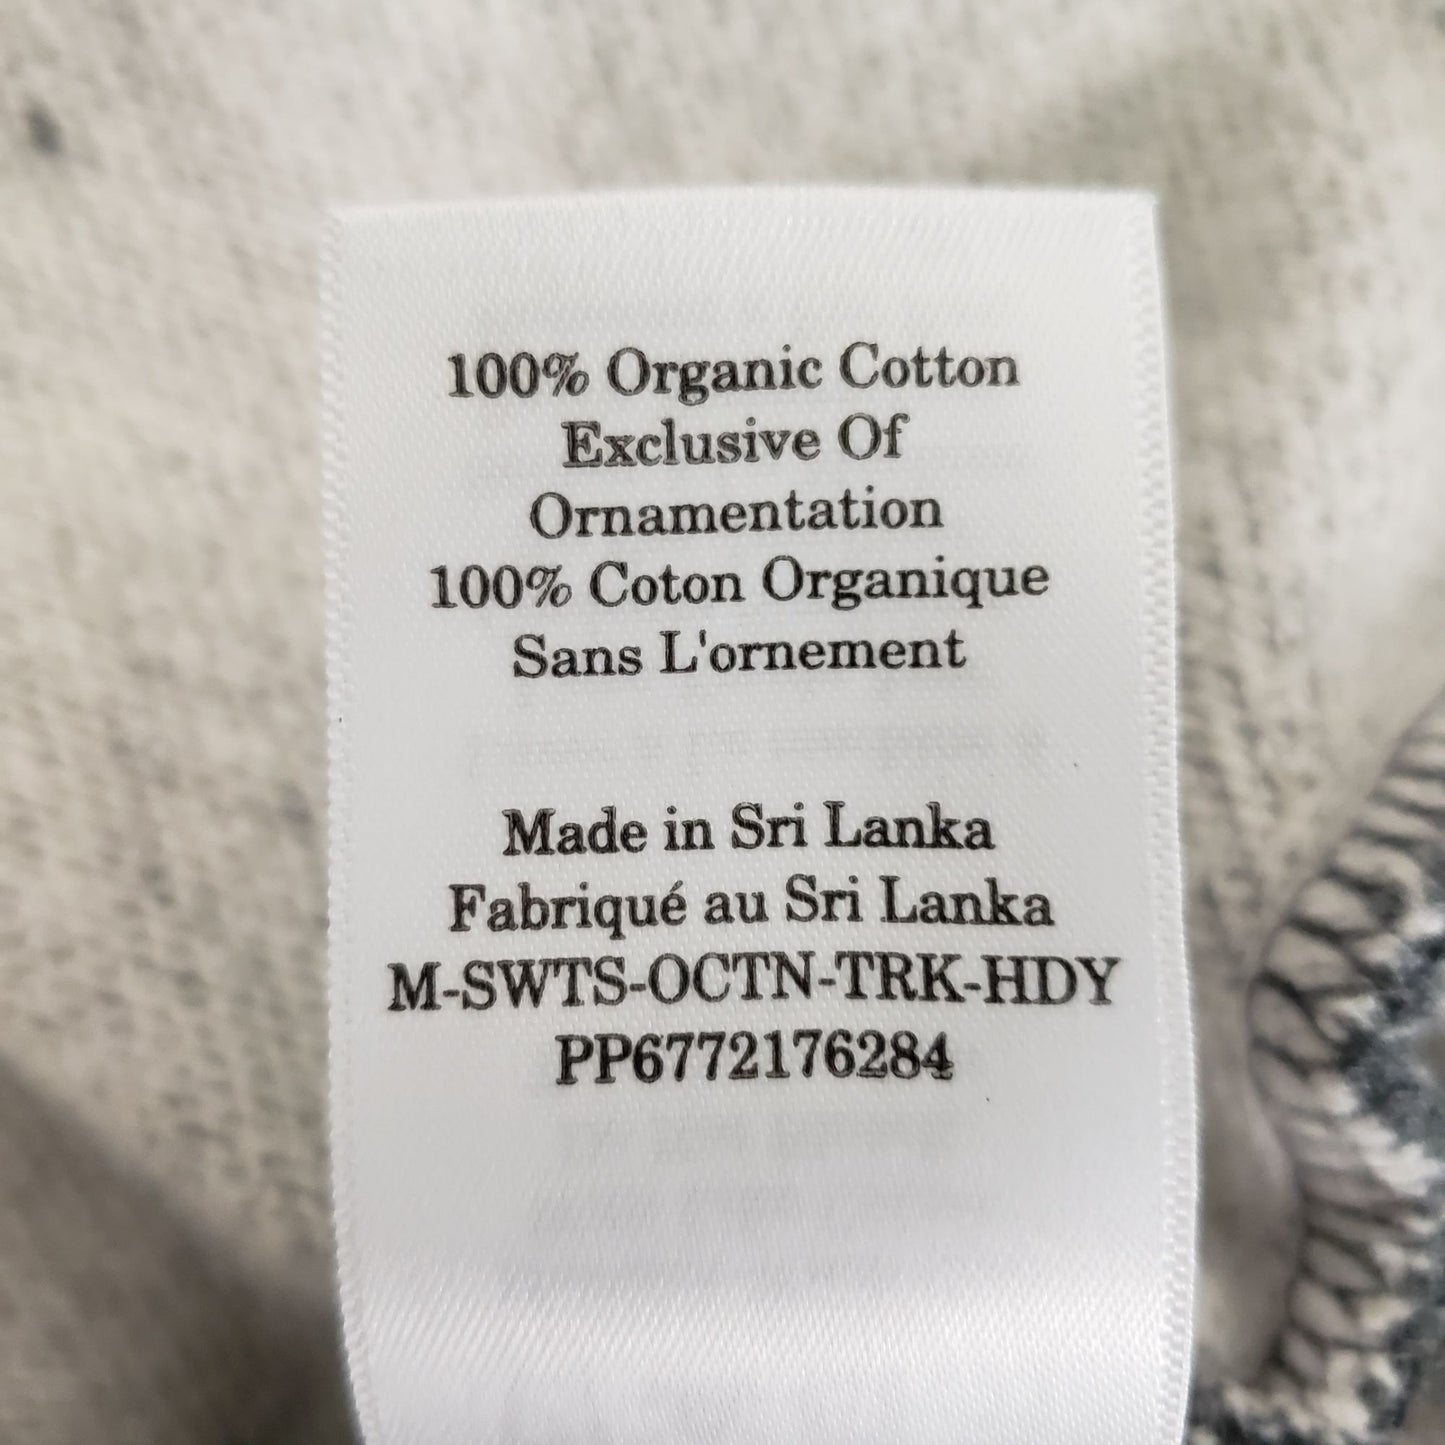 100% Organic Cotton
Exclusive Of
Ornamentation
100% Coton Organique
Sans L'ornement
Made in Sri Lanka
Fabriqué au Sri Lanka
M-SWTS-OCTN-TRK-HDY
PP6772176284